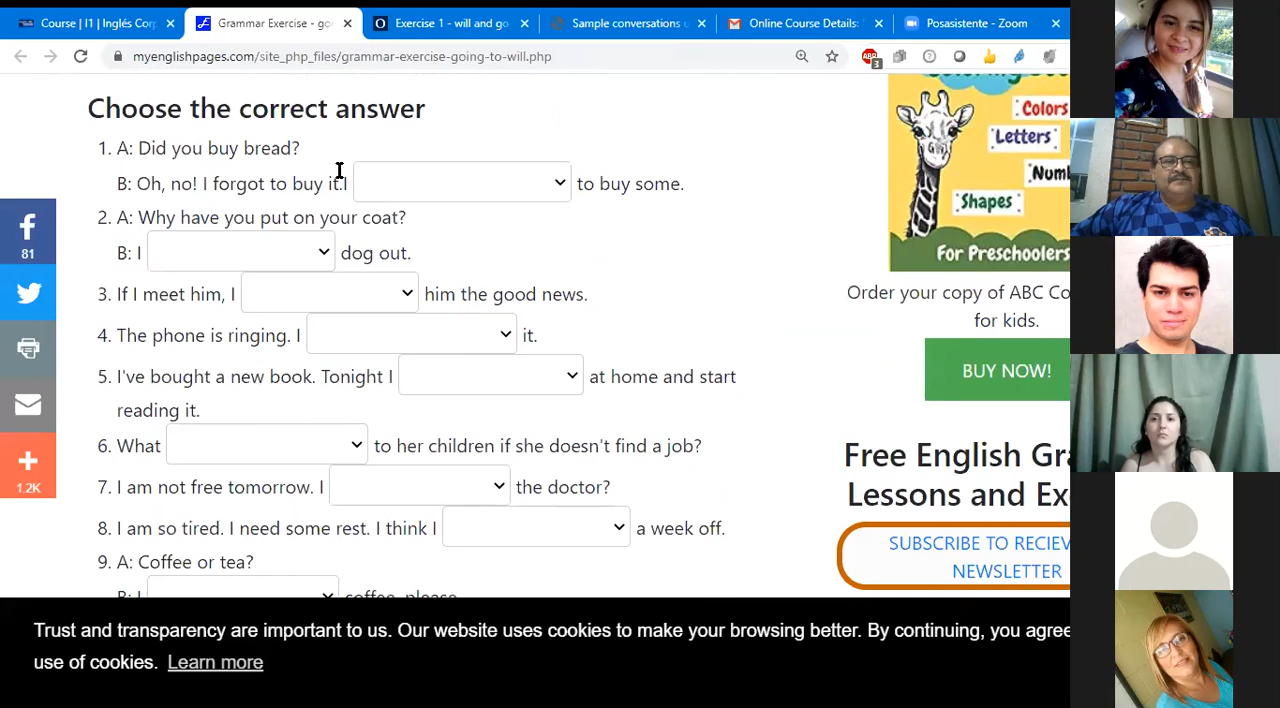 Course | I1 | Inglés Corp
Grammar Exercise - go
Exercise 1 - will and go
Sample conversations u
Online Course Details:
Posasistente - Zoom
myenglishpages.com/site_php_files/grammar-exercise-going-to-will.php
3
Choose the correct answer
1. A: Did you buy bread?
B: Oh, no! I forgot to buy it.I to buy some.
2. A: Why have you put on your coat?
B: I dog out.
3. If I meet him, I him the good news.
4. The phone is ringing. I it.
5. I've bought a new book. Tonight I at home and start
reading it.
6. What to her children if she doesn't find a job?
7. I am not free tomorrow. I the doctor?
8. I am so tired. I need some rest. I think I a week off.
9. A: Coffee or tea?
B: I coffee, please
81
1.2K
Colors
Letters
Num
Shapes
For Preschoolers
Order your copy of ABC Co
for kids.
BUY NOW!
Free English Gra
Lessons and Ex
SUBSCRIBE TO RECIEV
NEWSLETTER
Trust and transparency are important to us. Our website uses cookies to make your browsing better. By continuing, you agree
use of cookies. Learn more